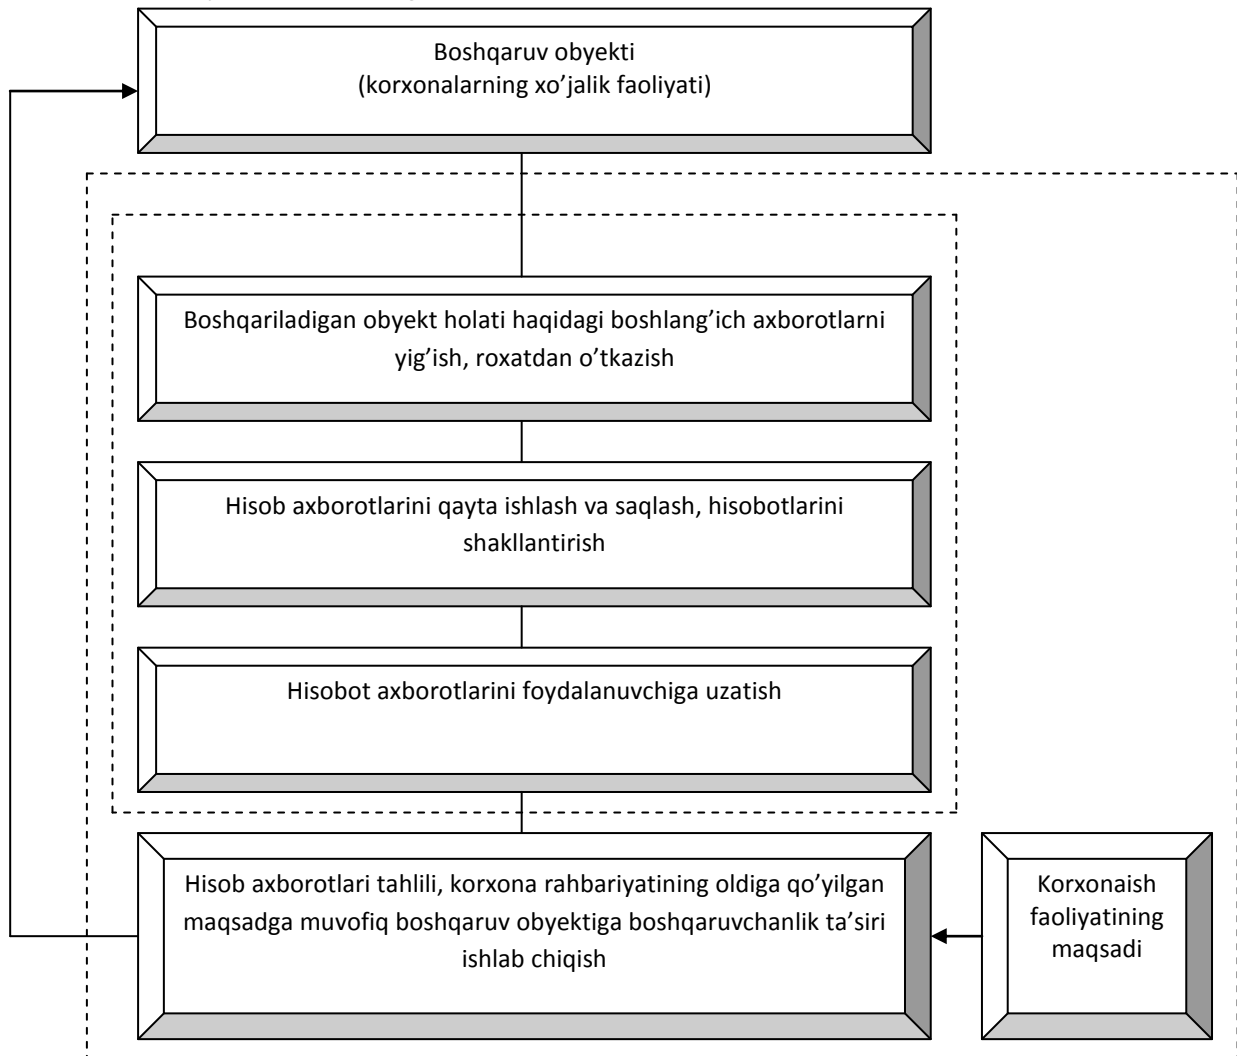 Boshqaruv obyekti
(korxonalarning xo’jalik faoliyati)
Boshqariladigan obyekt holati haqidagi boshlang’ich axborotlarni
yig’ish, roxatdan o’tkazish
Hisob axborotlarini qayta ishlash va saqlash, hisobotlarini
shakllantirish
Hisobot axborotlarini foydalanuvchiga uzatish
Hisob axborotlari tahlili, korxona rahbariyatining oldiga qo’yilgan
maqsadga muvofiq boshqaruv obyektiga boshqaruvchanlik ta’siri
ishlab chiqish
Korxonaish
faoliyatining
maqsadi